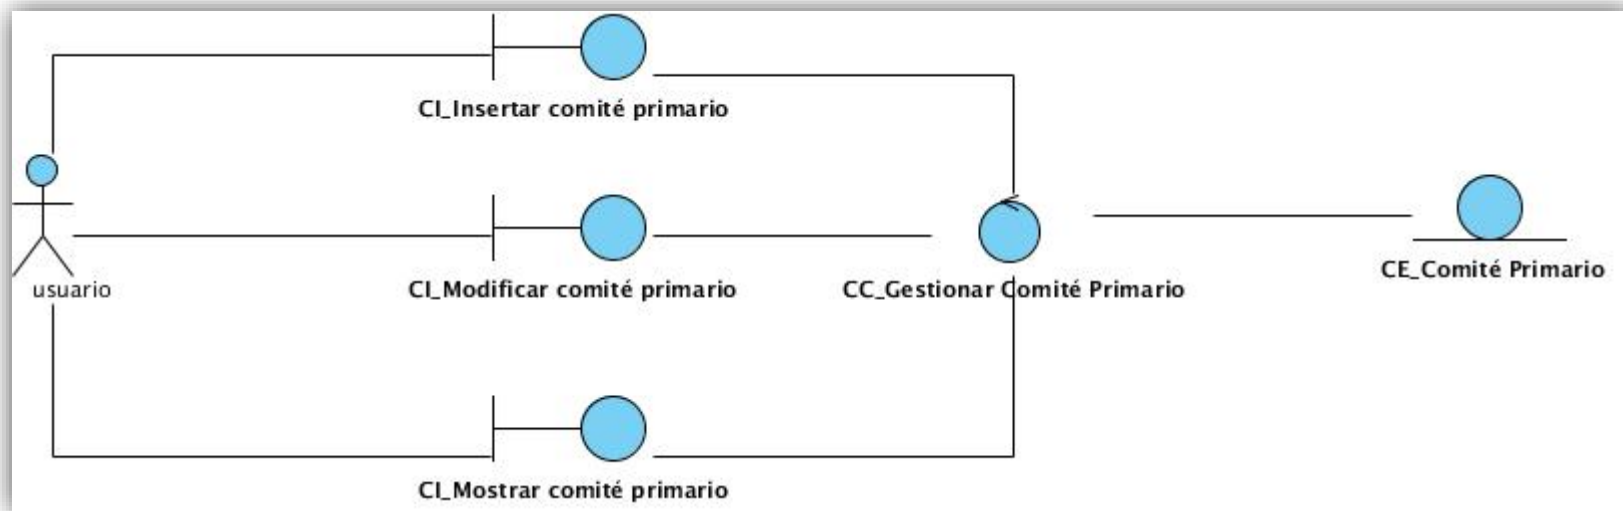 CI_Insertar comité primario
usuario
CI_Modificar comité primario
CC_Gestionar Comité Primario
CE_Comité Primario
CI_Mostrar comité primario